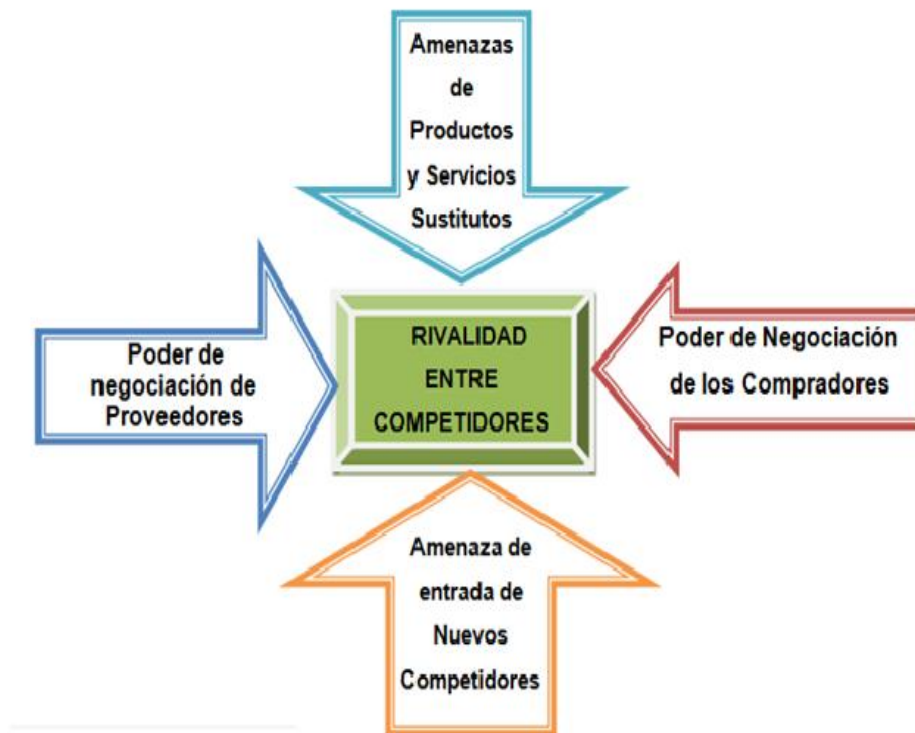 Amenazas
de
Productos
y Servicios
Sustitutos
Poder de
negociación de
Proveedores
RIVALIDAD
ENTRE
COMPETIDORES
Poder de Negociación
de los Compradores
Amenaza de
entrada de
Nuevos
Competidores